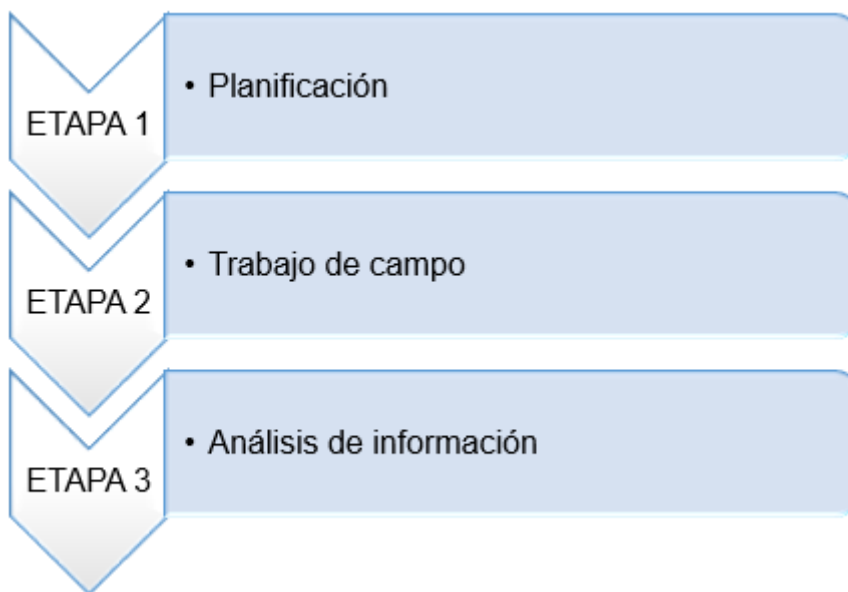 ETAPA 1
• Planificación
ETAPA 2
• Trabajo de campo
ETAPA 3
• Análisis de información